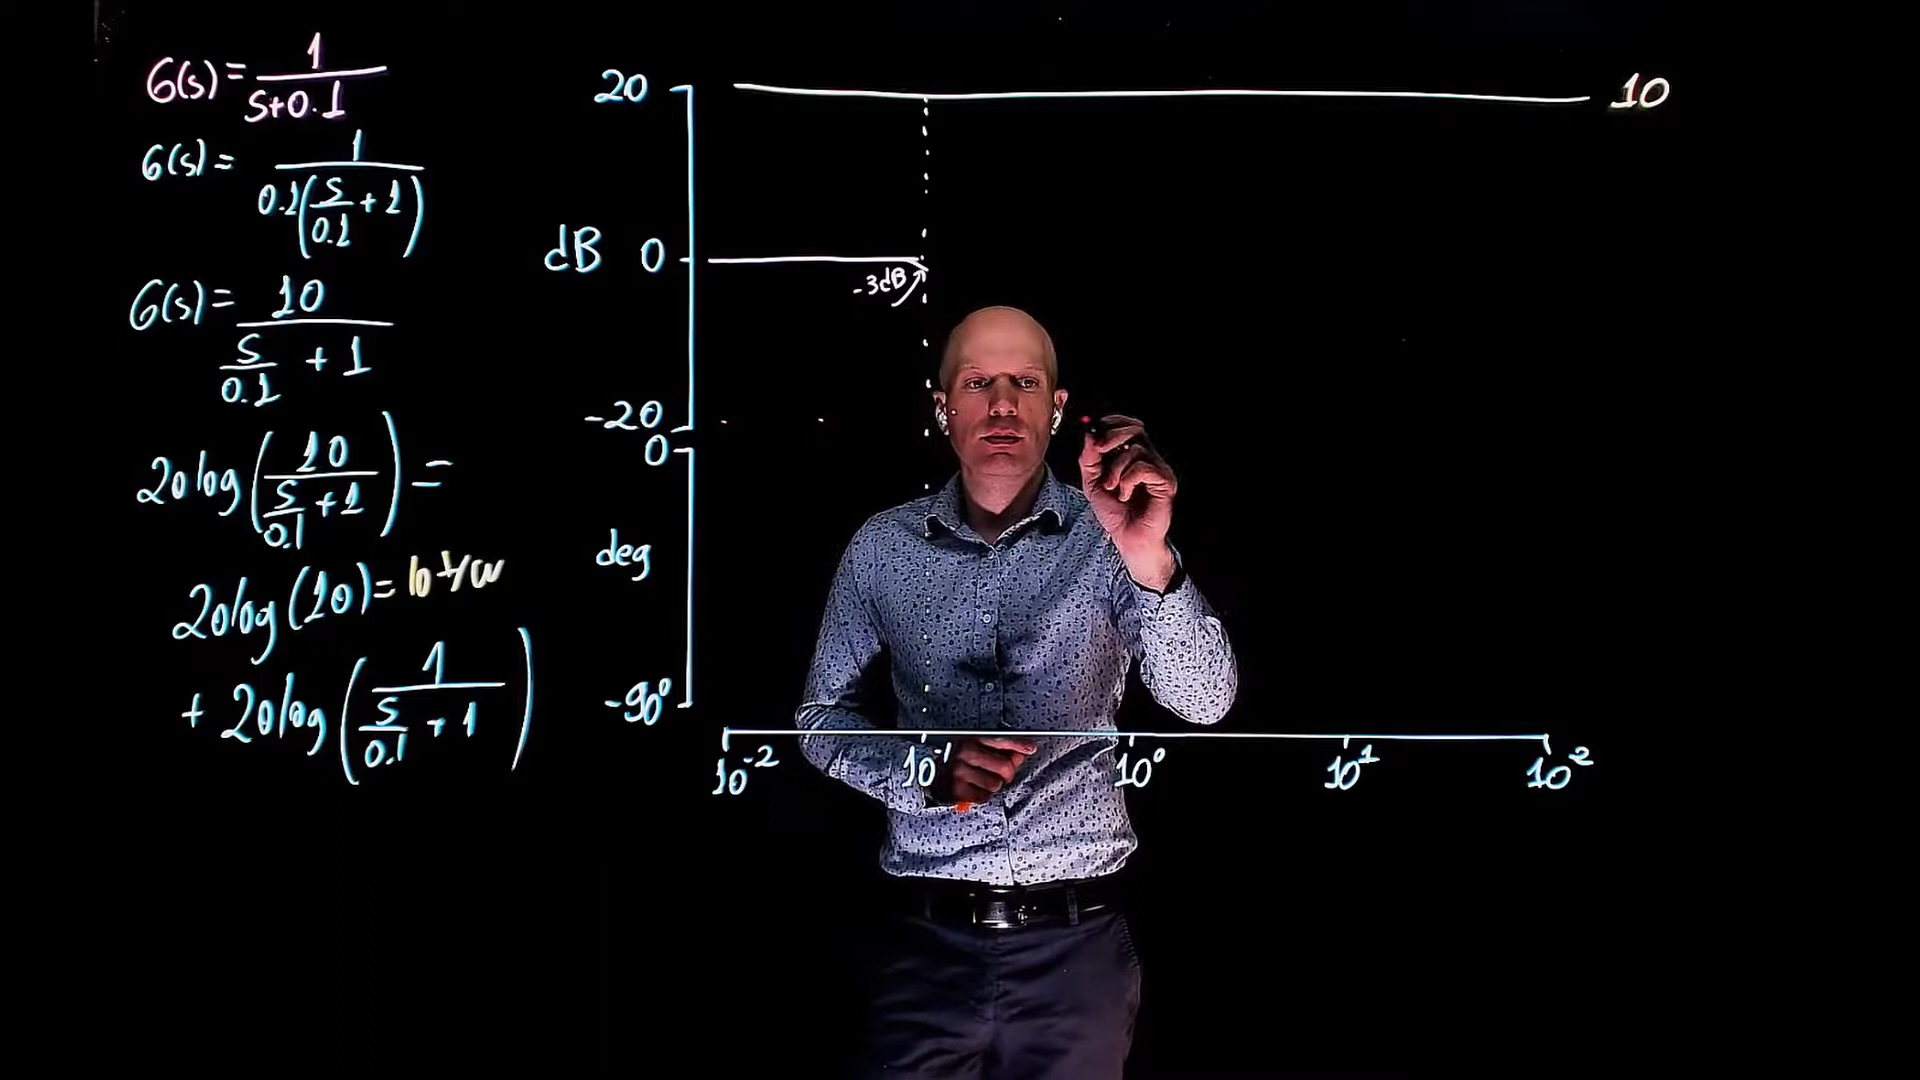 G(s) = 1 / (s+0.1)
G(s) = 1 / (0.1(s/0.1 + 1))
G(s) = 10 / (s/0.1 + 1)
20log(10 / (s/0.1 + 1)) =
20log(10) =
+ 20log(1 / (s/0.1 + 1))
20
10
dB 0
-3dB
-20
0
deg
-90°
10^-2 10^-1 10^0 10^1 10^2